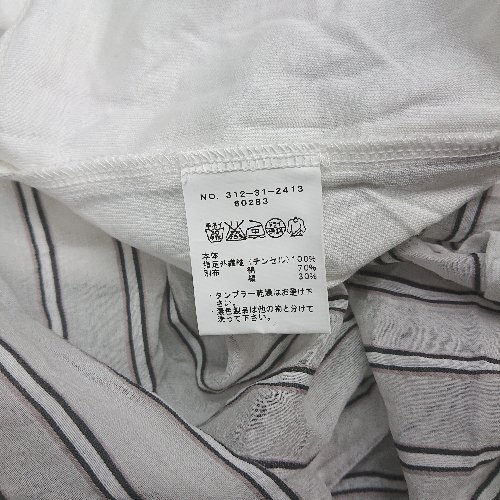 NO. 312-31-2413
60283
本体
指定外繊維(テンセル)100%
別布 綿 70%
30%
・タンブラー乾燥はお避け下
さい。
・濃色製品は他の物と分けて
洗って下さい。